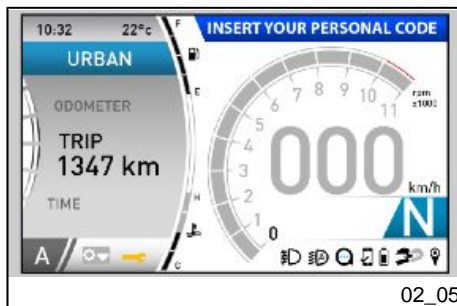 10:32 22°c
INSERT YOUR PERSONAL CODE
URBAN
ODOMETER
TRIP
1347 km
TIME
A
F
E
H
C
0
1
2
3
4
5
6
7
8
9
10
11
rpm
x1000
000
km/h
N
02_05